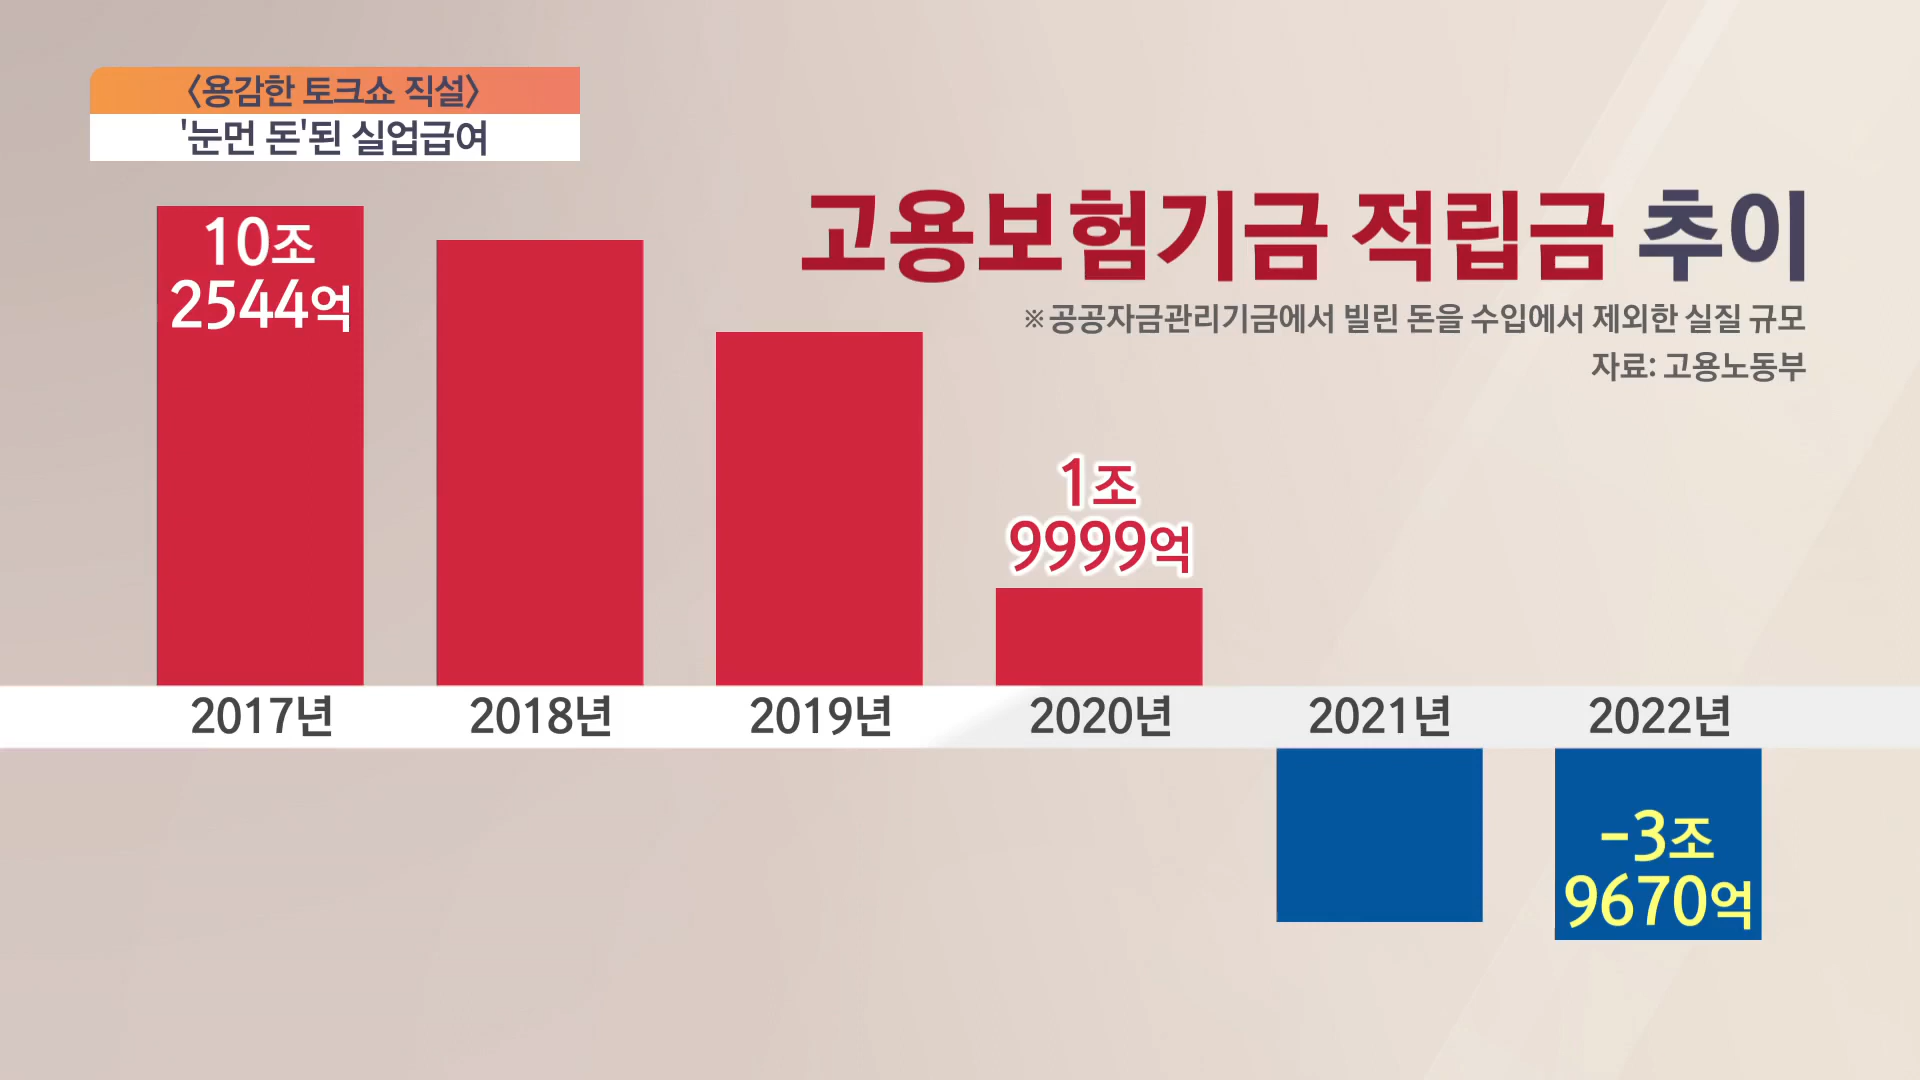 〈용감한 토크쇼 직설〉
'눈먼 돈'된 실업급여
고용보험기금 적립금 추이
※공공자금관리기금에서 빌린 돈을 수입에서 제외한 실질 규모
자료: 고용노동부
10조
2544억
1조
9999억
2017년 2018년 2019년 2020년 2021년 2022년
-3조
9670억